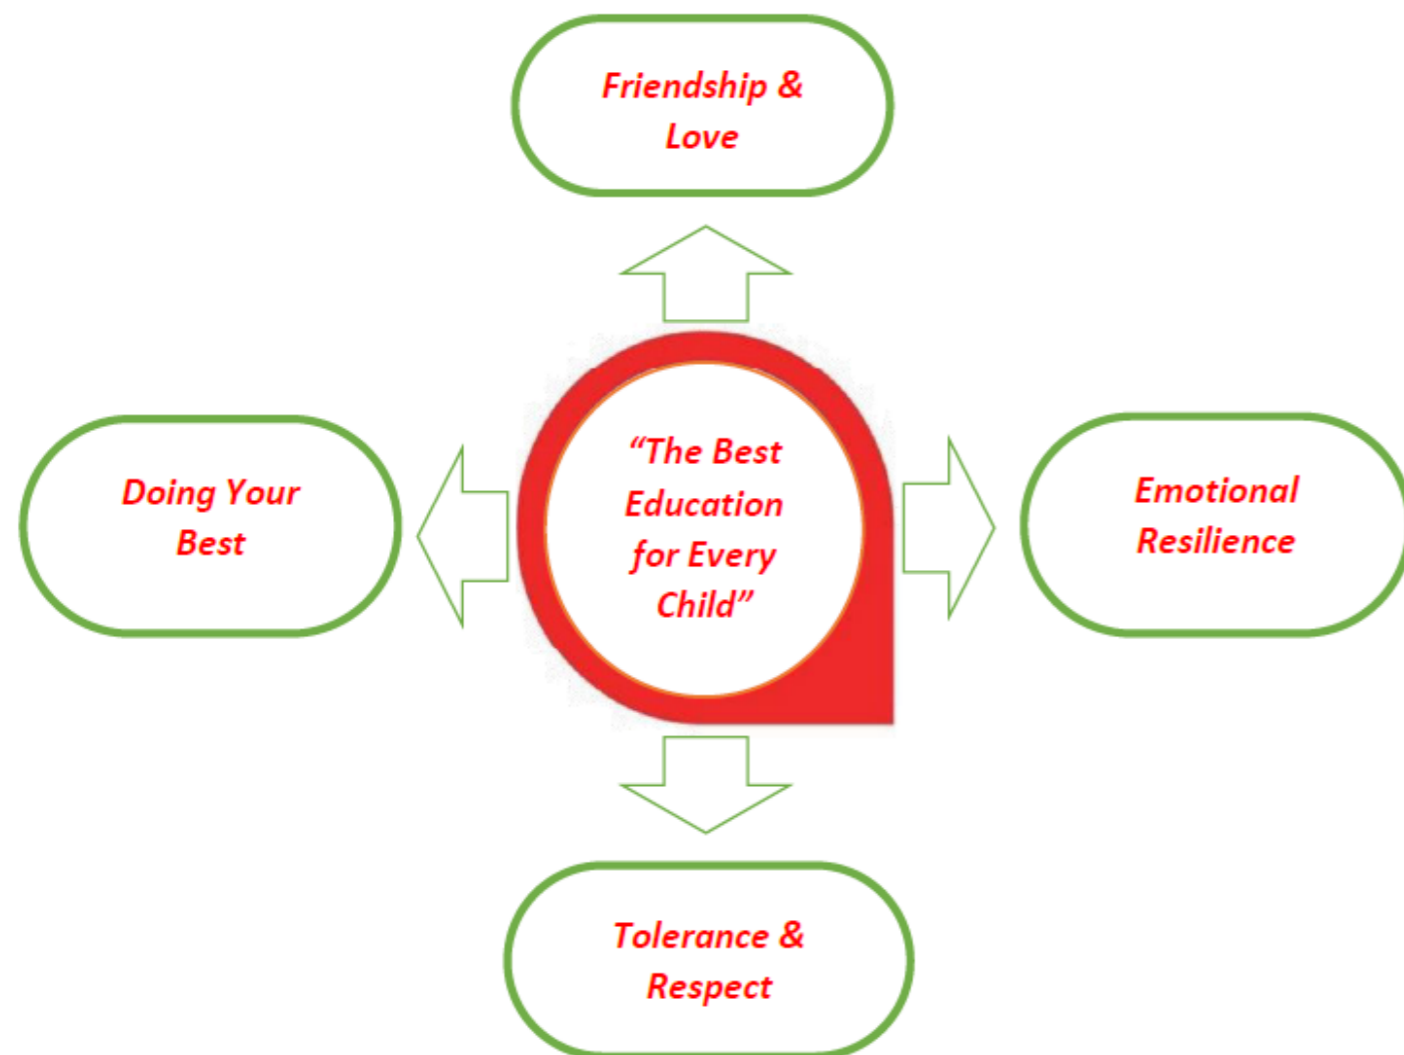 Friendship &
Love
Doing Your
Best
“The Best
Education
for Every
Child”
Emotional
Resilience
Tolerance &
Respect